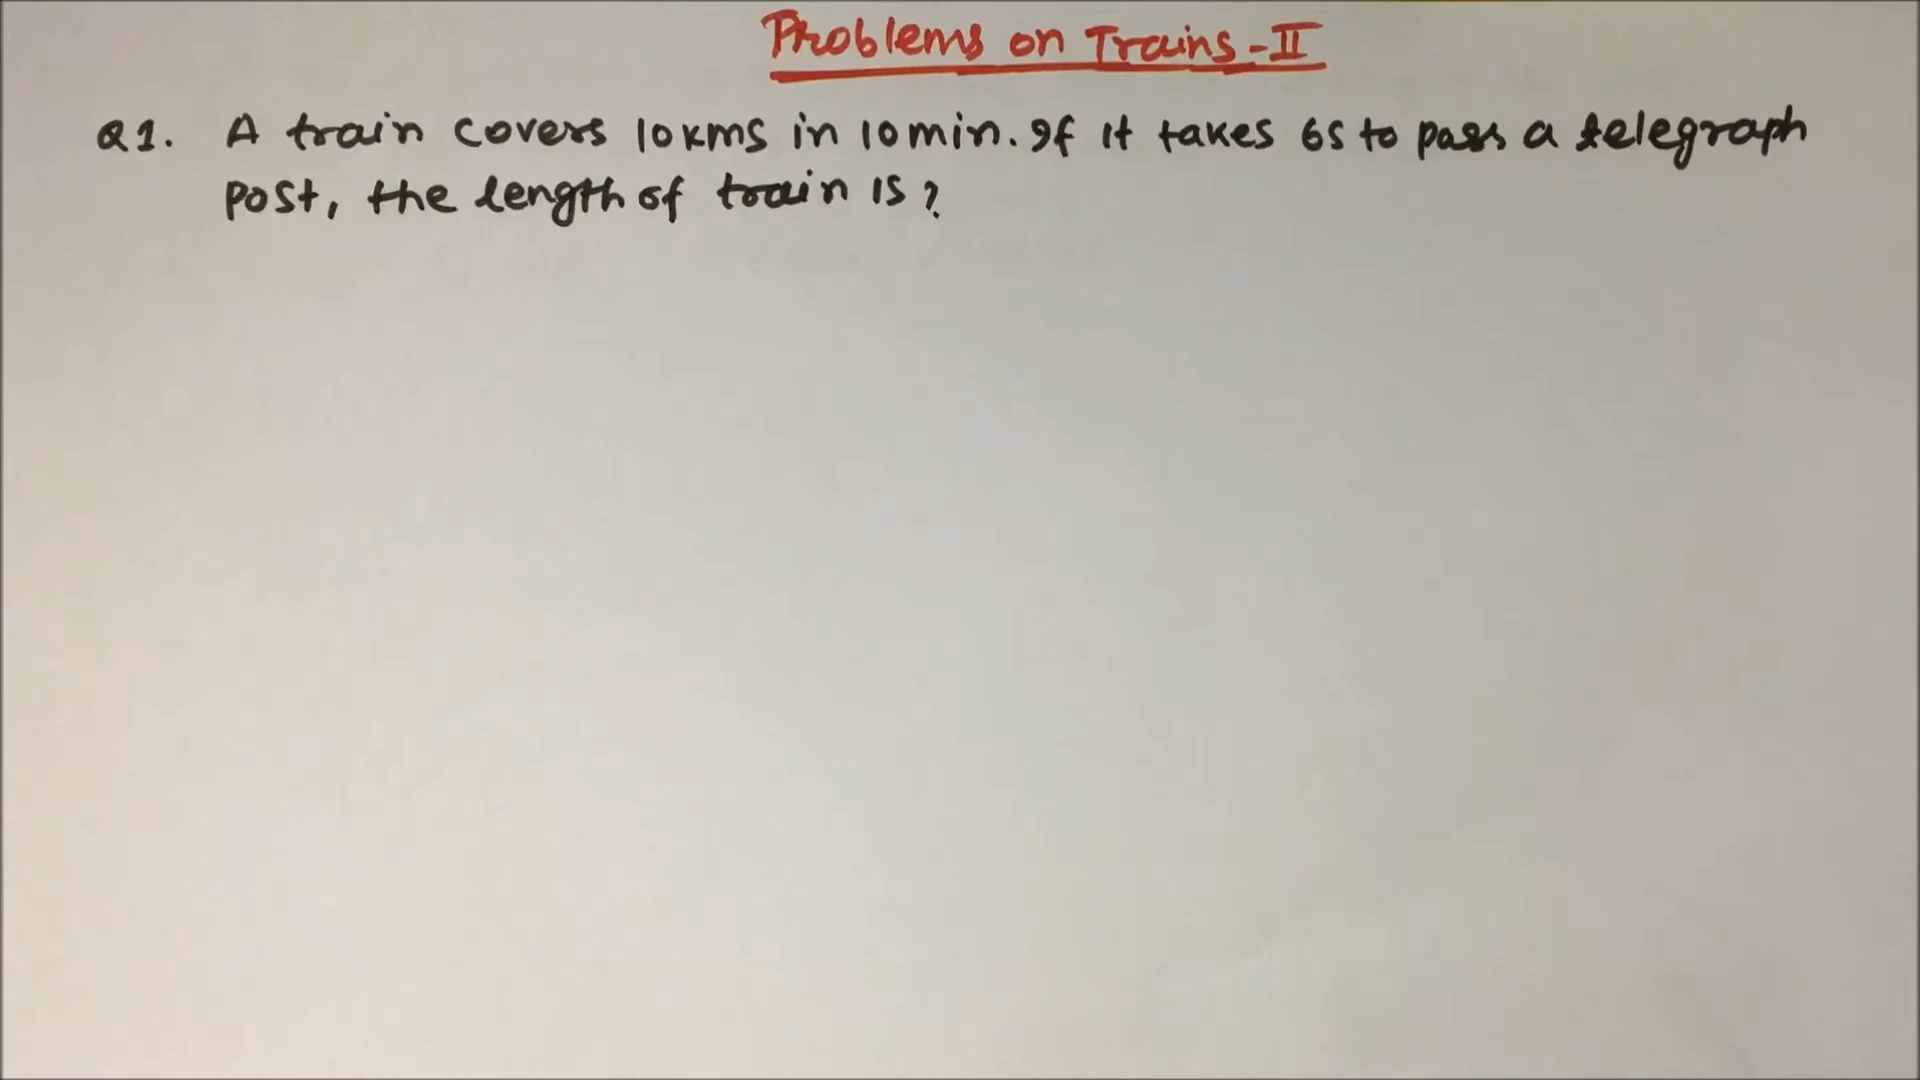 Problems on Trains-II
Q1. A train covers 10kms in 10min. If it takes 6s to pass a telegraph
post, the length of train is?